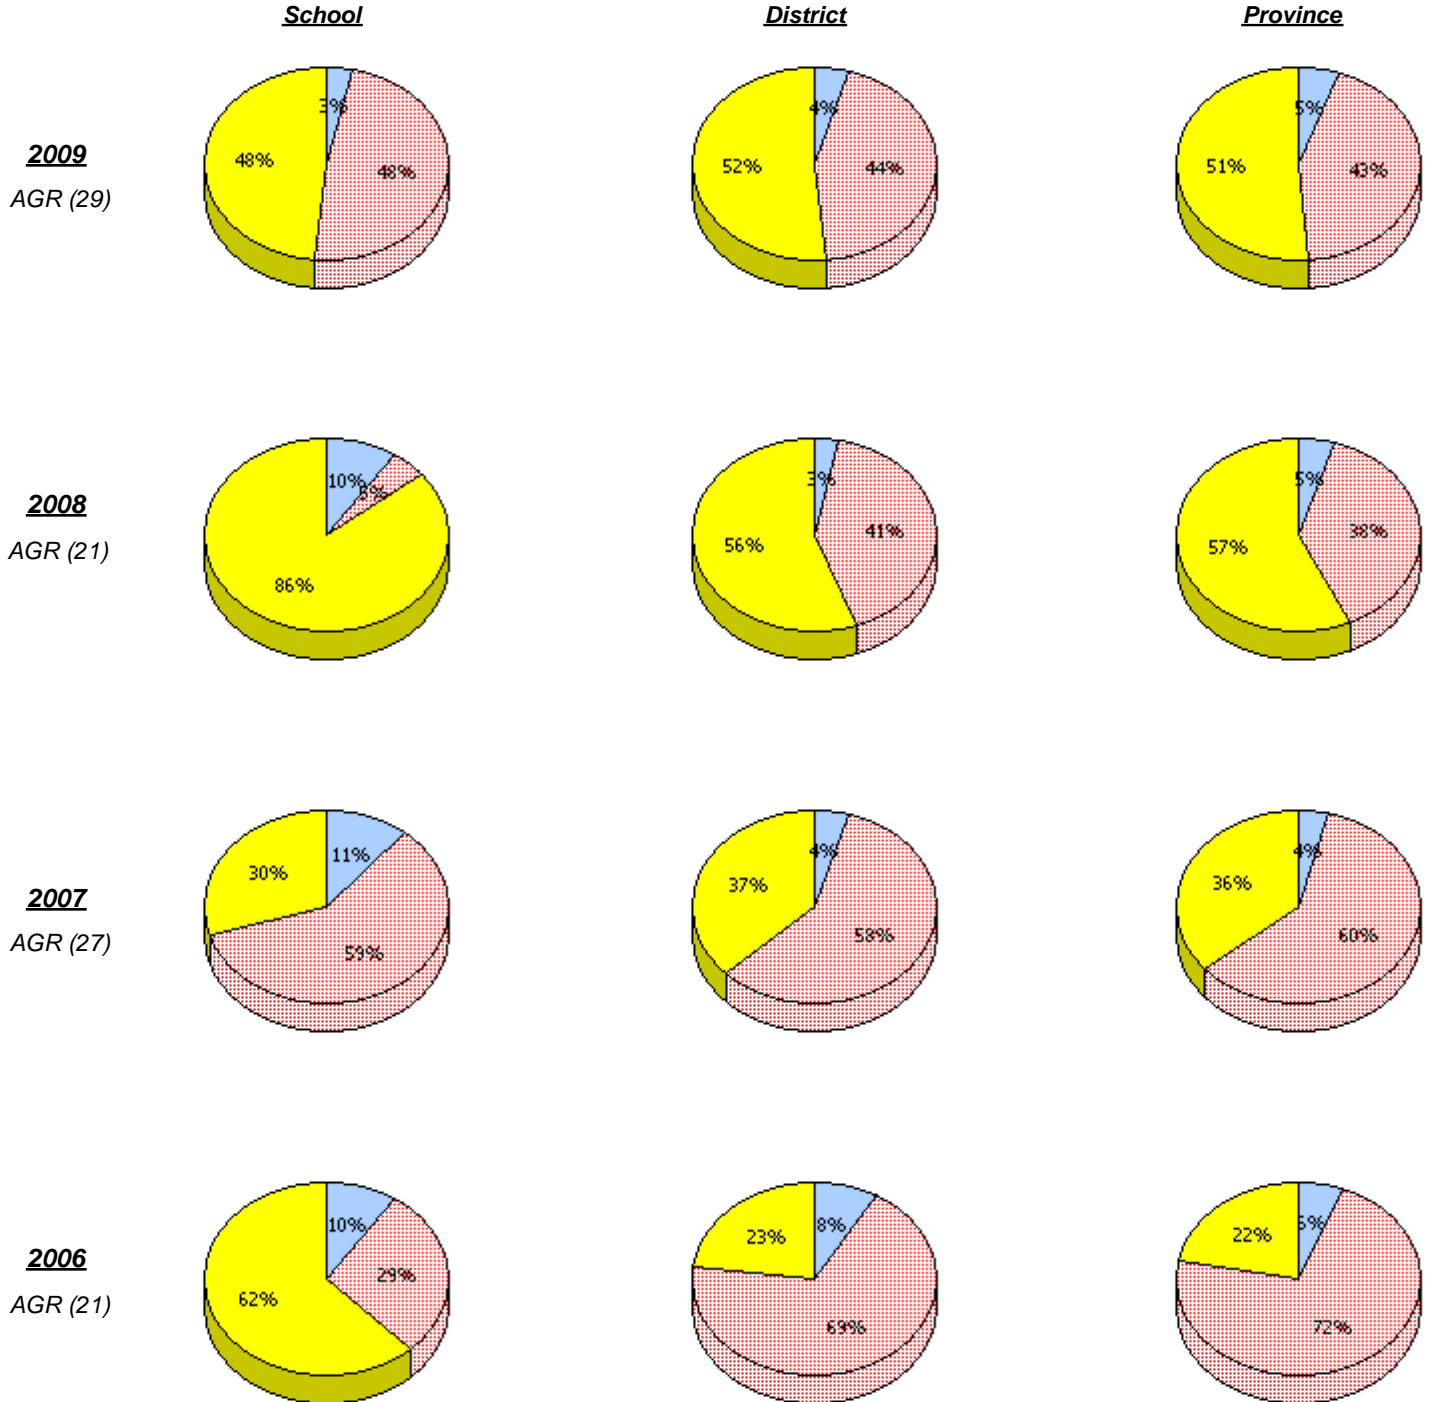 School District Province
3% 4% 5%
2009
48% 48% 52% 44% 51% 43%
AGR (29)
10% 5% 3% 5%
2008
86% 56% 41% 57% 38%
AGR (21)
11% 4% 4%
30% 37% 36%
2007
AGR (27)
59% 58% 60%
10% 23% 8% 22%
2006
62% 29%
AGR (21)
69% 72%